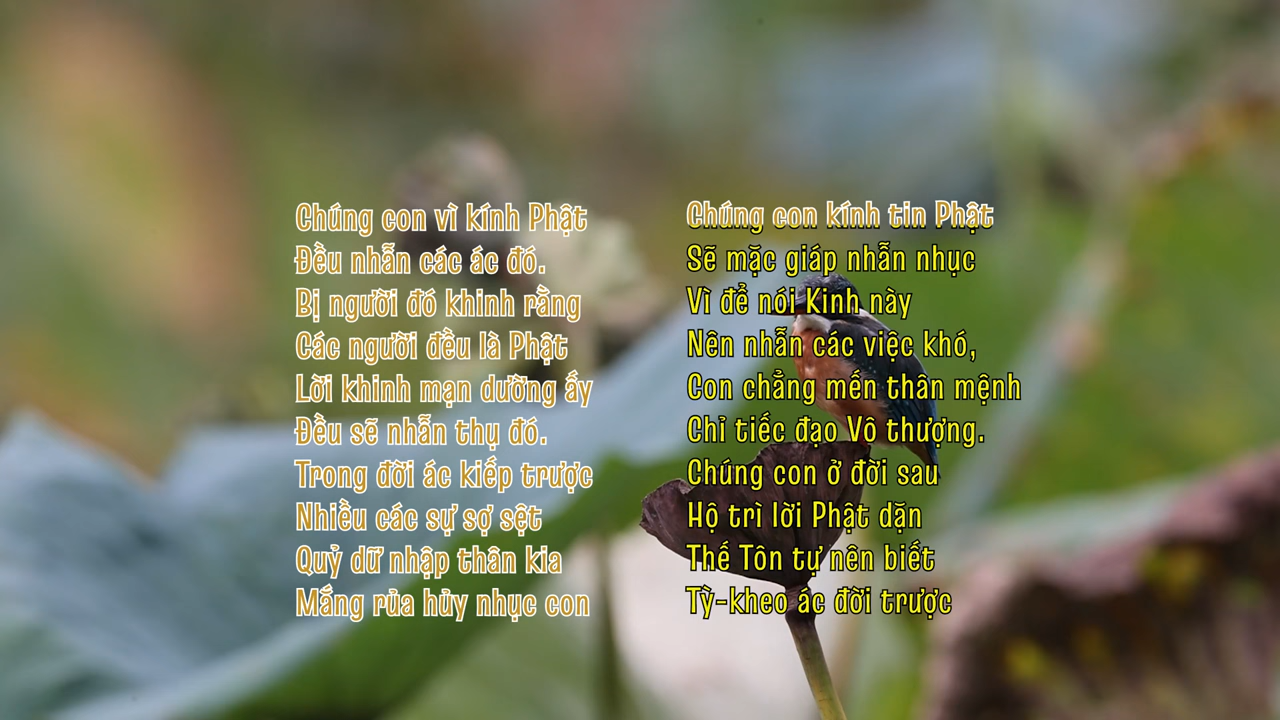 Chúng con vì kính Phật
Đều nhẫn các ác đó.
Bị người đó khinh rằng
Các người đều là Phật
Lời khinh mạn dường ấy
Đều sẽ nhẫn thụ đó.
Trong đời ác kiếp trược
Nhiều các sự sợ sệt
Quỷ dữ nhập thân kia
Mắng rủa hủy nhục con
Chúng con kính tin Phật
Sẽ mặc giáp nhẫn nhục
Vì để nói Kinh này
Nên nhẫn các việc khó,
Con chẳng mến thân mệnh
Chỉ tiếc đạo Vô thượng.
Chúng con ở đời sau
Hộ trì lời Phật dặn
Thế Tôn tự nên biết
Tỳ-kheo ác đời trược